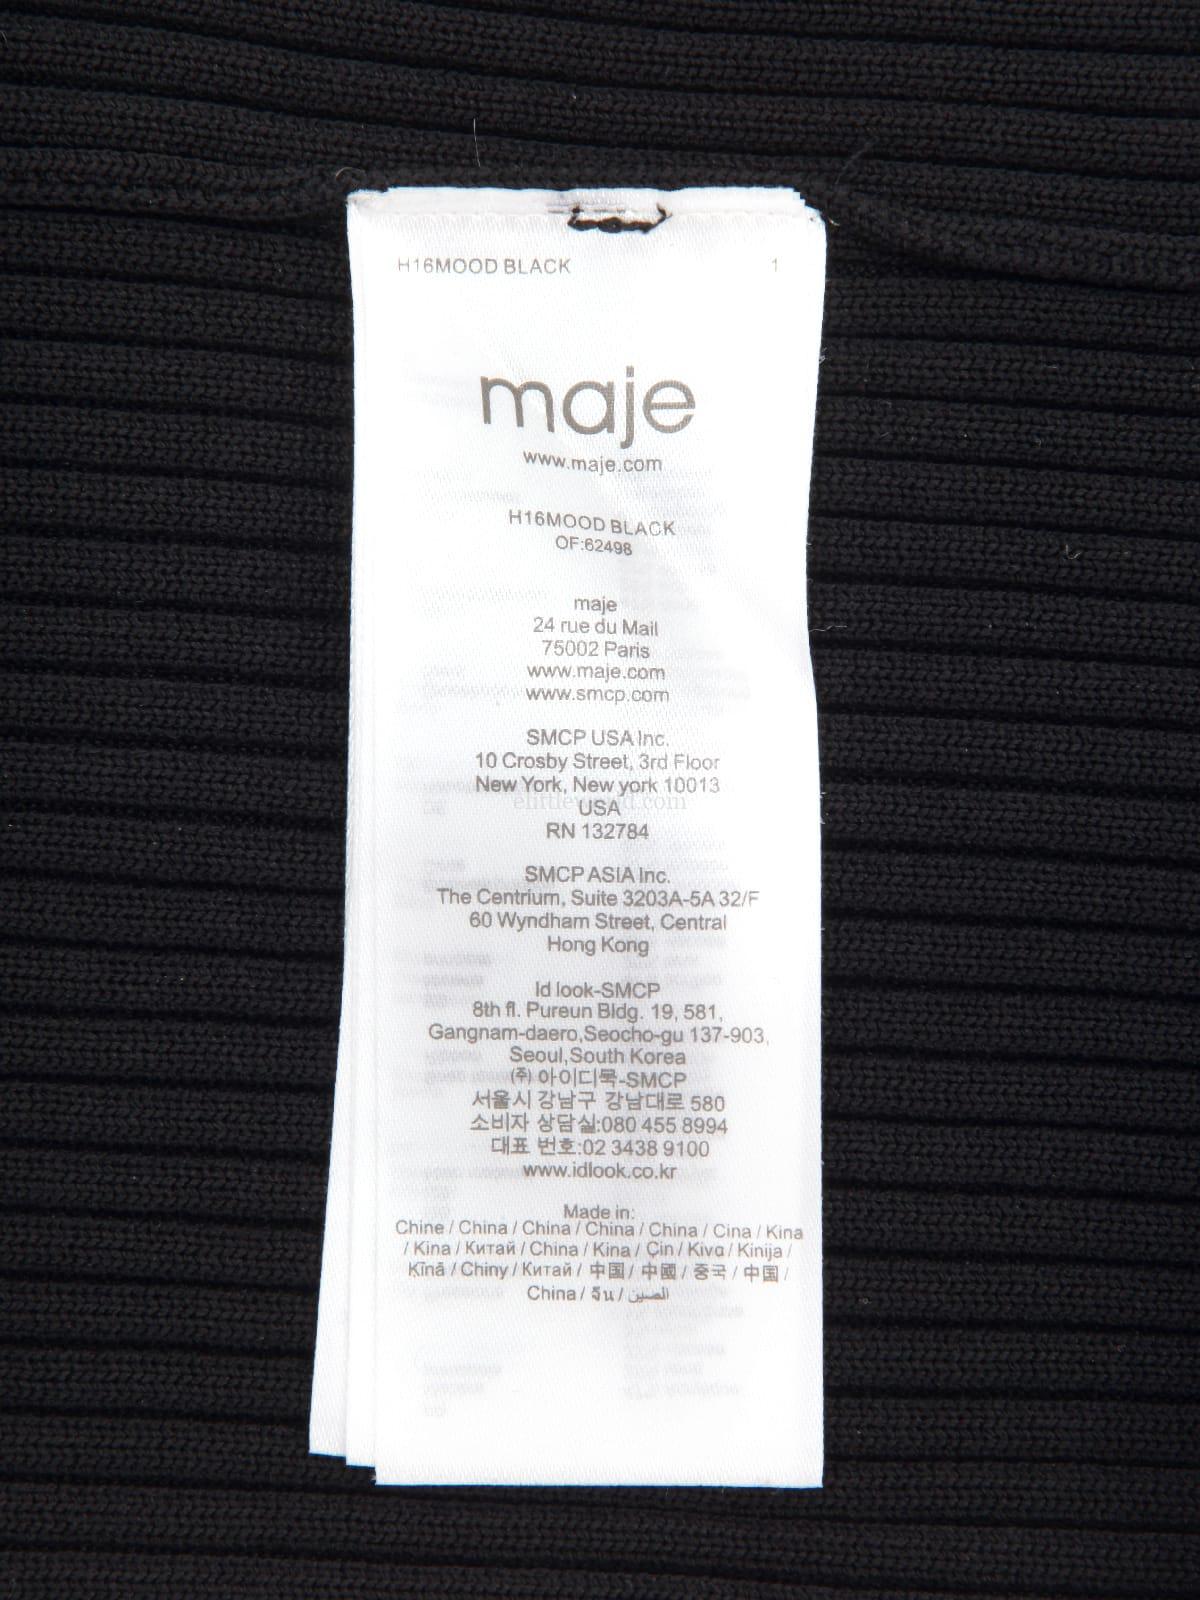 H16MOOD BLACK 1
maje
www.maje.com
H16MOOD BLACK
OF:62498
maje
24 rue du Mail
75002 Paris
www.maje.com
www.smcp.com
SMCP USA Inc.
10 Crosby Street, 3rd Floor
New York, New york 10013
USA
RN 132784
SMCP ASIA Inc.
The Centrium, Suite 3203A-5A 32/F
60 Wyndham Street, Central
Hong Kong
Id look-SMCP
8th fl. Pureun Bldg. 19, 581,
Gangnam-daero,Seocho-gu 137-903,
Seoul,South Korea
㈜ 아이디룩-SMCP
서울시 강남구 강남대로 580
소비자 상담실:080 455 8994
대표 번호:02 3438 9100
www.idlook.co.kr
Made in:
Chine / China / China / China / China / Cina / Kina
/ Kina / Китай / China / Kina / Çin / Kiva / Kinija /
Ķīnā / Chiny / Китай / 中国 / 中國 / 중국 / 中国 /
China / จีน / الصين